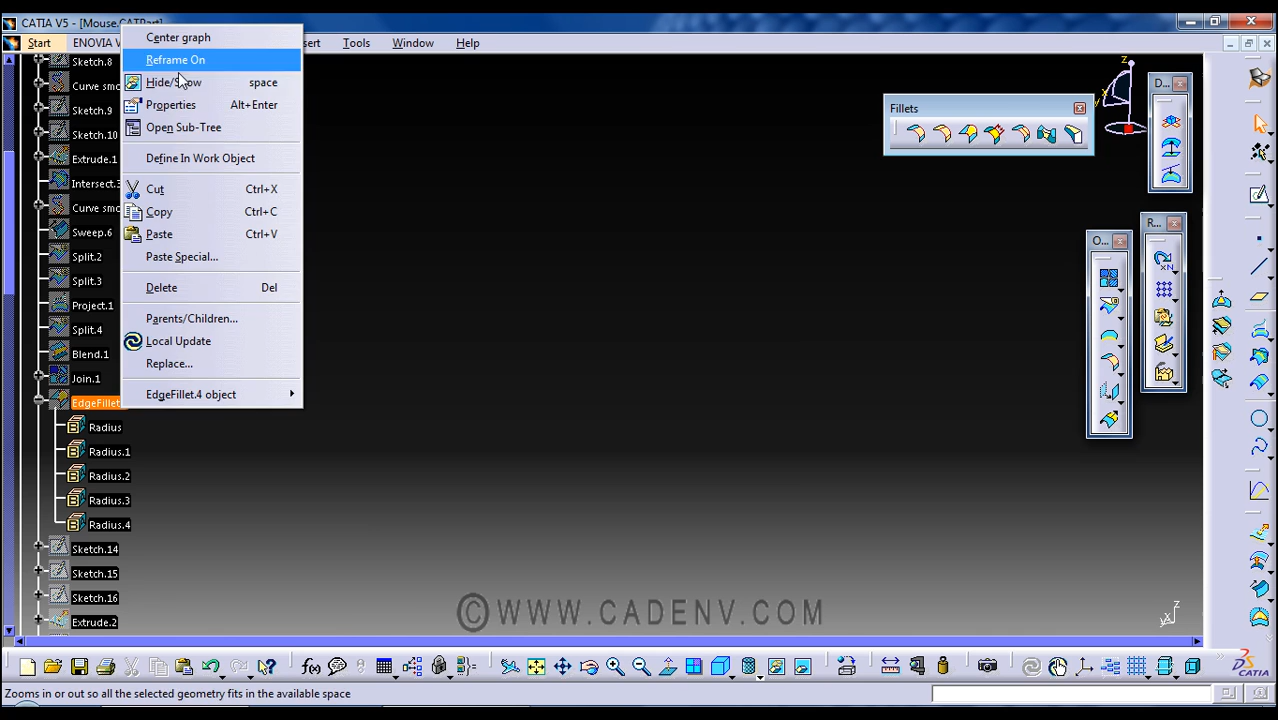 CATIA V5 - [Mouse.CATPart]
Start
ENOVIA V
Tools
Window
Help
Center graph
Reframe On
Hide/Show space
Properties Alt+Enter
Open Sub-Tree
Define In Work Object
Cut Ctrl+X
Copy Ctrl+C
Paste Ctrl+V
Paste Special...
Delete Del
Parents/Children...
Local Update
Replace...
EdgeFillet.4 object
Sketch.8
Curve smo
Sketch.9
Sketch.10
Extrude.1
Intersect.3
Curve smo
Sweep.6
Split.2
Split.3
Project.1
Split.4
Blend.1
Join.1
EdgeFillet
Radius
Radius.1
Radius.2
Radius.3
Radius.4
Sketch.14
Sketch.15
Sketch.16
Extrude.2
Fillets
D...
O...
R...
z
y
x
z
x
©WWW.CADENV.COM
f(x)
CATIA
Zooms in or out so all the selected geometry fits in the available space